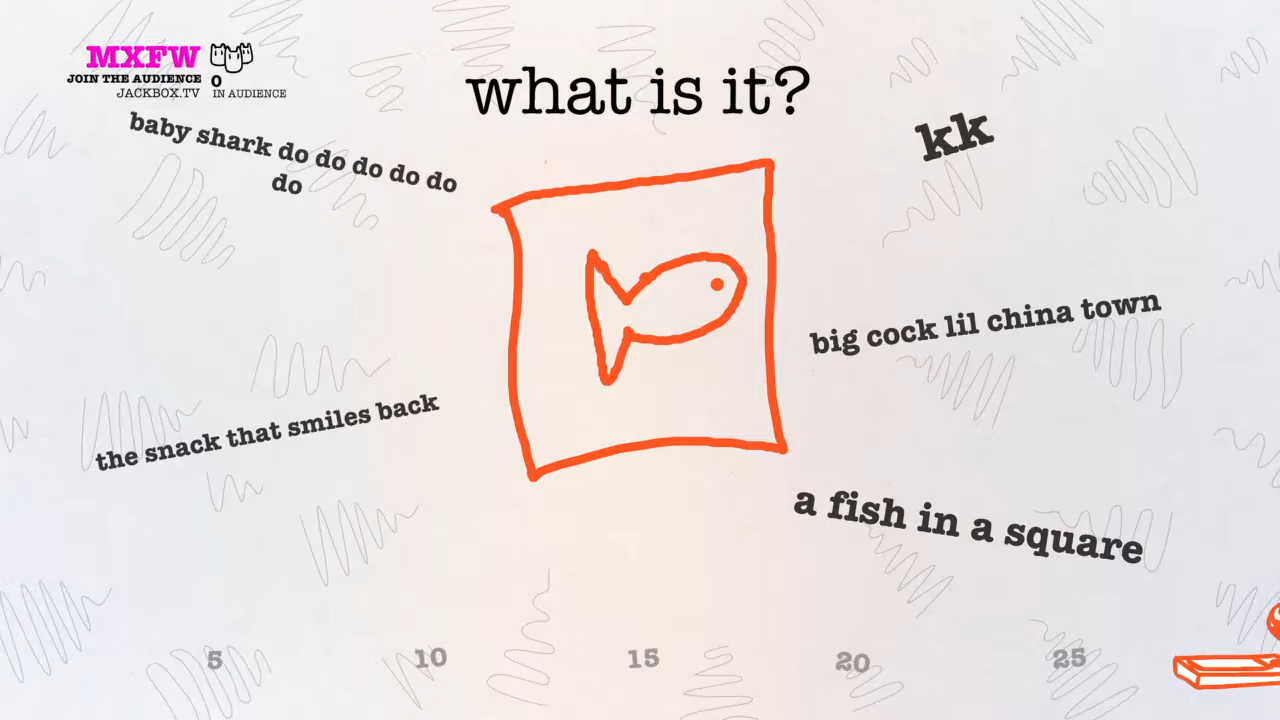 MXFW
JOIN THE AUDIENCE
JACKBOX.TV
0
IN AUDIENCE
what is it?
baby shark do do do do do
do
kk
big cock lil china town
the snack that smiles back
a fish in a square
5 10 15 20 25